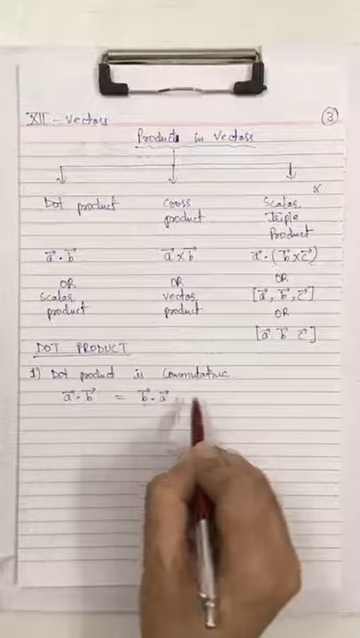 XII - Vectors
③
Products in Vectors
Dot product
Cross product
Scalar Triple Product
a⃗ · b⃗
a⃗ × b⃗
a⃗ · (b⃗ × c⃗)
OR
OR
OR
scalar product
vector product
[a⃗, b⃗, c⃗]
OR
[a⃗ b⃗ c⃗]
DOT PRODUCT
1) Dot product is Commutative
a⃗ · b⃗ = b⃗ · a⃗